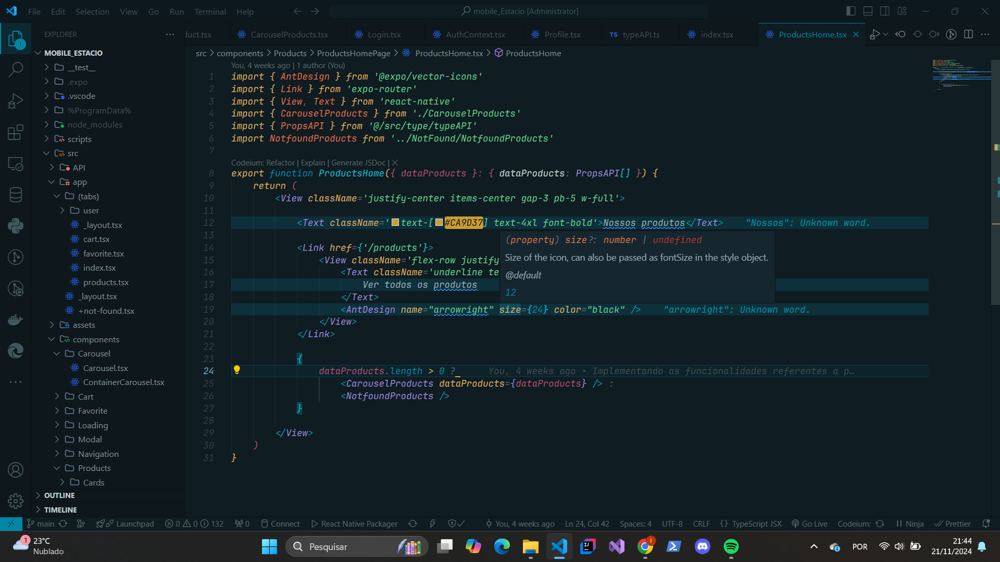 File Edit Selection View Go Run Terminal Help
mobile_Estacio [Administrator]
EXPLORER
duct.tsx
CarouselProducts.tsx
Login.tsx
AuthContext.tsx
Profile.tsx
TS typeAPI.ts
index.tsx
ProductsHome.tsx
1
MOBILE_ESTACIO
__test__
.expo
.vscode
%ProgramData%
node_modules
scripts
src
API
app
(tabs)
user
_layout.tsx
cart.tsx
favorite.tsx
index.tsx
products.tsx
_layout.tsx
+not-found.tsx
assets
components
Carousel
Carousel.tsx
ContainerCarousel.tsx
Cart
Favorite
Loading
Modal
Navigation
Products
Cards
OUTLINE
TIMELINE
src > components > Products > ProductsHomePage > ProductsHome.tsx > ProductsHome
You, 4 weeks ago | 1 author (You)
1 import { AntDesign } from '@expo/vector-icons'
2 import { Link } from 'expo-router'
3 import { View, Text } from 'react-native'
4 import { CarouselProducts } from './CarouselProducts'
5 import { PropsAPI } from '@/src/type/typeAPI'
6 import NotfoundProducts from '../NotFound/NotfoundProducts'
7
Codeium: Refactor | Explain | Generate JSDoc | ✕
8 export function ProductsHome({ dataProducts }: { dataProducts: PropsAPI[] }) {
9 return (
10 <View className='justify-center items-center gap-3 pb-5 w-full'>
11
12 <Text className='text-[#CA9D37] text-4xl font-bold'>Nossos produtos</Text> "Nossos": Unknown word.
13
14 <Link href={'/products'}>
15 <View className='flex-row justify
16 <Text className='underline te
17 Ver todos os produtos
18 </Text>
19 <AntDesign name="arrowright" size={24} color="black" /> "arrowright": Unknown word.
20 </View>
21 </Link>
22
23 {
24 dataProducts.length > 0 ? You, 4 weeks ago • Implementando as funcionalidades referentes a p…
25 <CarouselProducts dataProducts={dataProducts} /> :
26 <NotfoundProducts />
27 }
28
29 </View>
30 )
31 }
(property) size?: number | undefined
Size of the icon, can also be passed as fontSize in the style object.
@default
12
main
Launchpad
0 0 132
0
Connect
React Native Packager
You, 4 weeks ago
Ln 24, Col 42
Spaces: 4
UTF-8
CRLF
{ } TypeScript JSX
Go Live
Codeium:
Ninja
Prettier
1
23°C
Nublado
Pesquisar
POR
21:44
21/11/2024